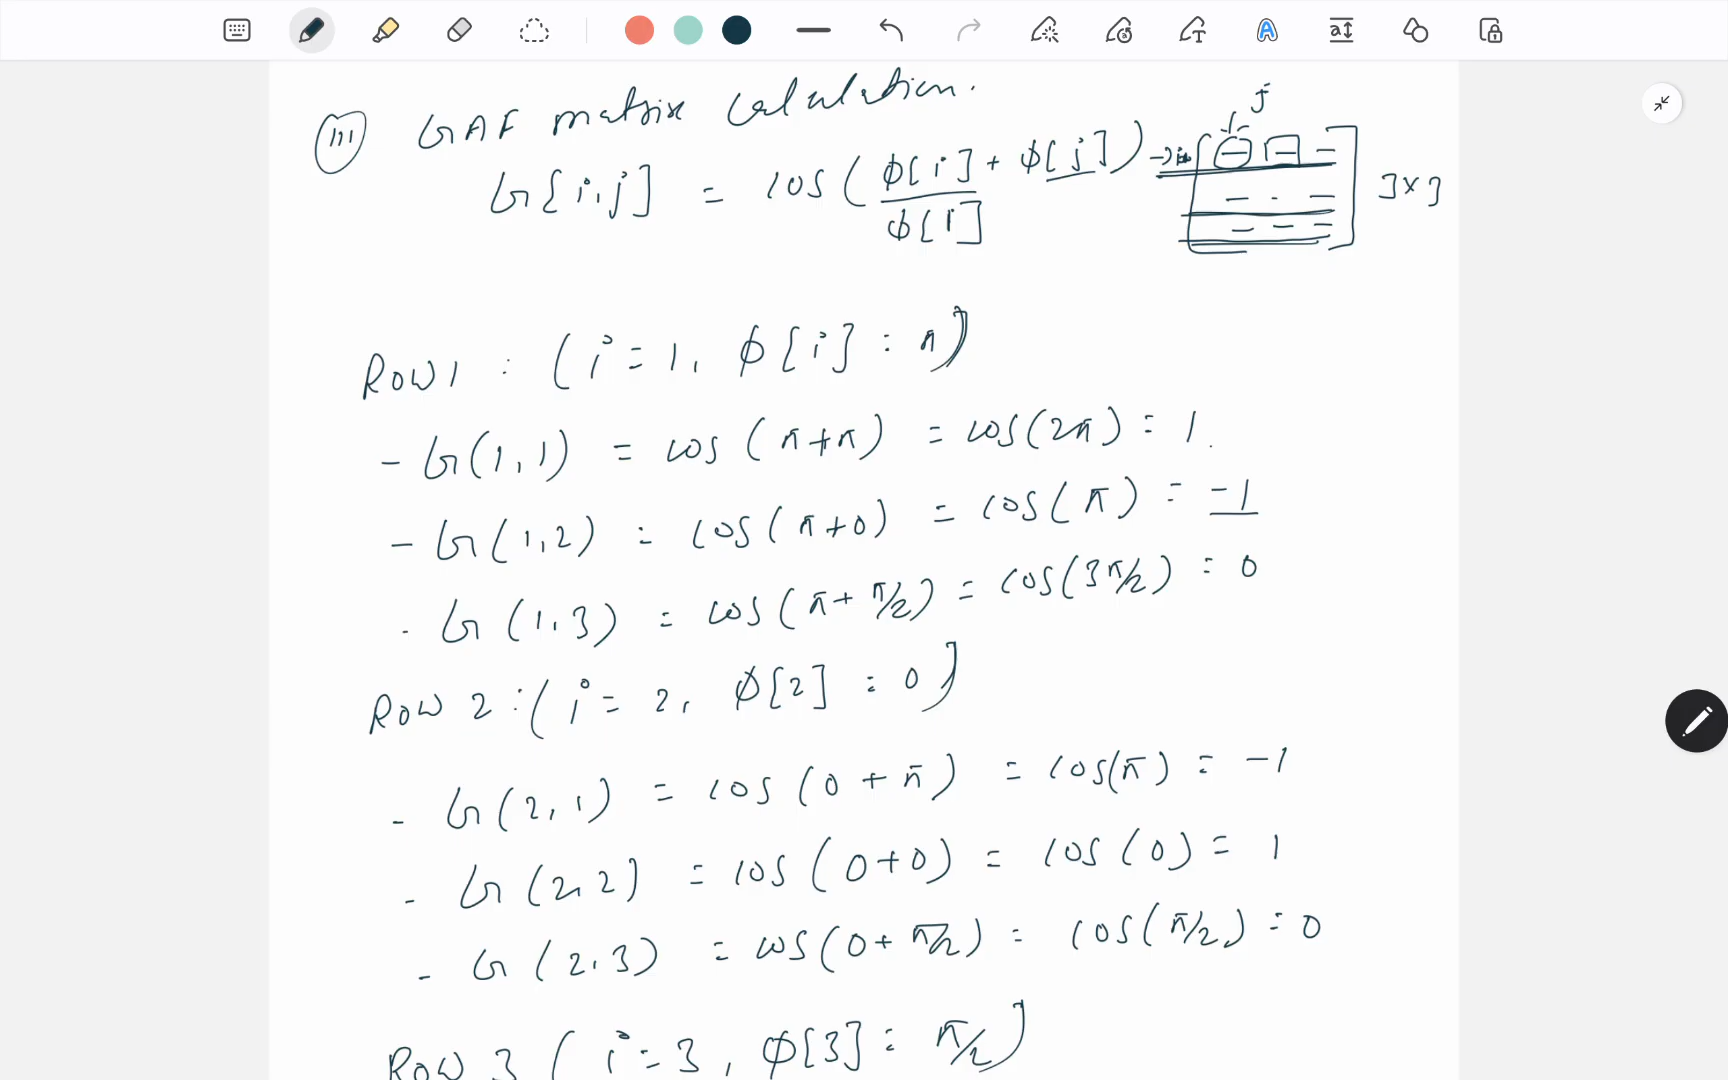 (III) GAF matrix calculation.
G[i,j] = cos(ϕ[i] + ϕ[j])
ϕ[i]
j
→i
3×3
ROW 1 : (i = 1, ϕ[i] : π)
- G(1,1) = cos(π+π) = cos(2π) = 1.
- G(1,2) = cos(π+0) = cos(π) = -1
- G(1,3) = cos(π+π/2) = cos(3π/2) = 0
ROW 2 : (i = 2, ϕ[2] : 0)
- G(2,1) = cos(0+π) = cos(π) = -1
- G(2,2) = cos(0+0) = cos(0) = 1
- G(2,3) = cos(0+π/2) = cos(π/2) = 0
ROW 3 (i = 3, ϕ[3] : π/2)